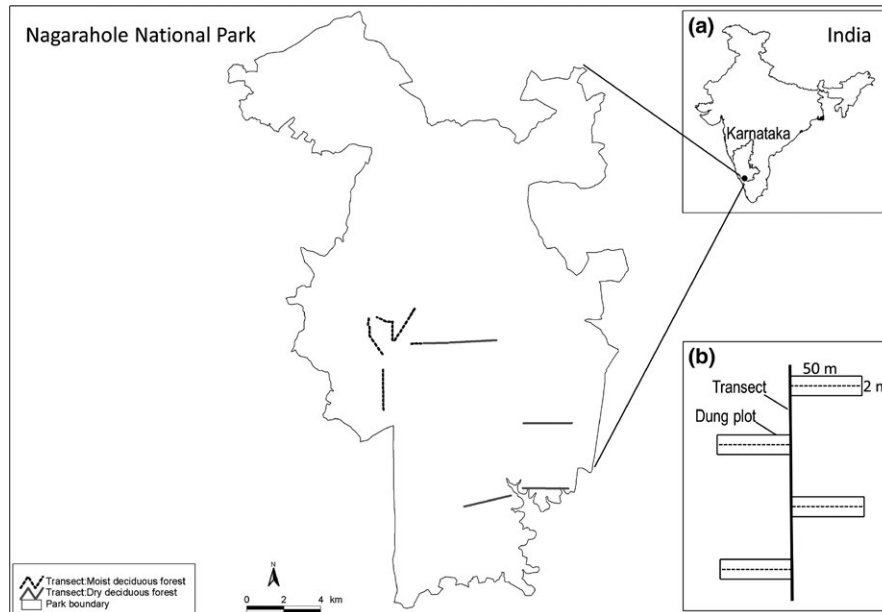 Nagarahole National Park
(a)
India
Karnataka
(b)
50 m
2 m
Transect
Dung plot
Transect:Moist deciduous forest
Transect:Dry deciduous forest
Park boundary
N
0 2 4 km